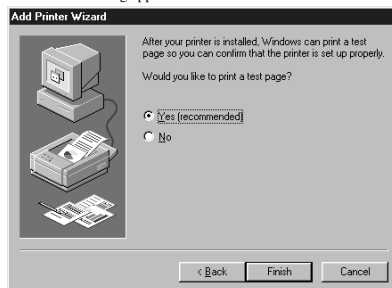 Add Printer Wizard
After your printer is installed, Windows can print a test
page so you can confirm that the printer is set up properly.
Would you like to print a test page?
Yes (recommended)
No
< Back
Finish
Cancel